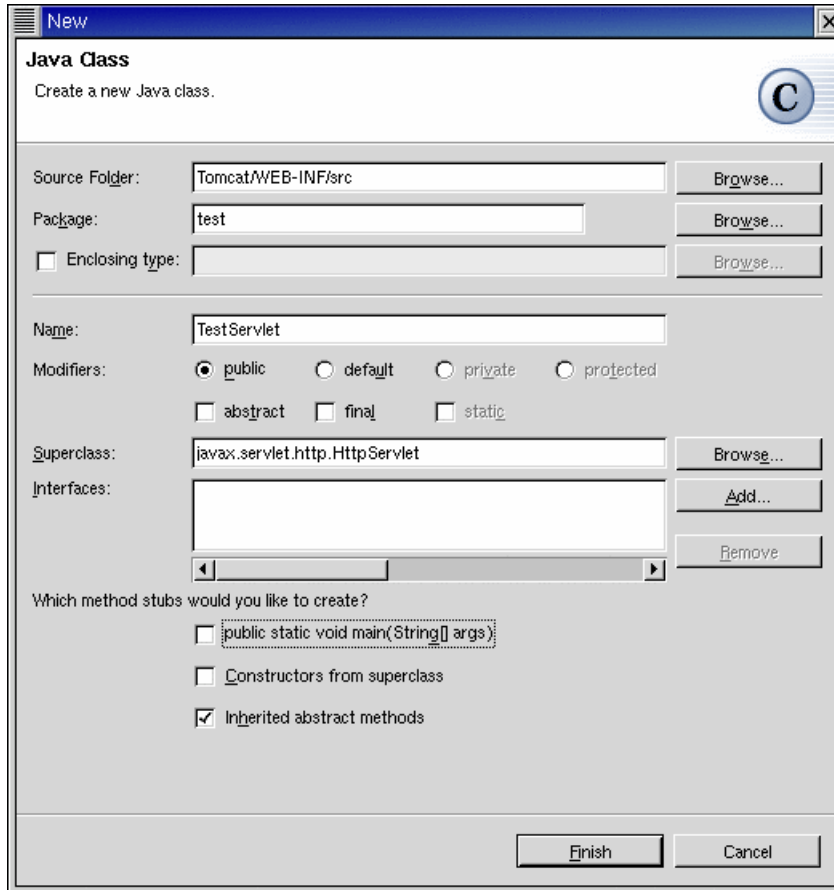 New
Java Class
Create a new Java class.
C
Source Folder: Tomcat/WEB-INF/src Browse...
Package: test Browse...
Enclosing type: Browse...
Name: TestServlet
Modifiers: public default private protected
abstract final static
Superclass: javax.servlet.http.HttpServlet Browse...
Interfaces: Add...
Remove
Which method stubs would you like to create?
public static void main(String[] args)
Constructors from superclass
Inherited abstract methods
Finish Cancel